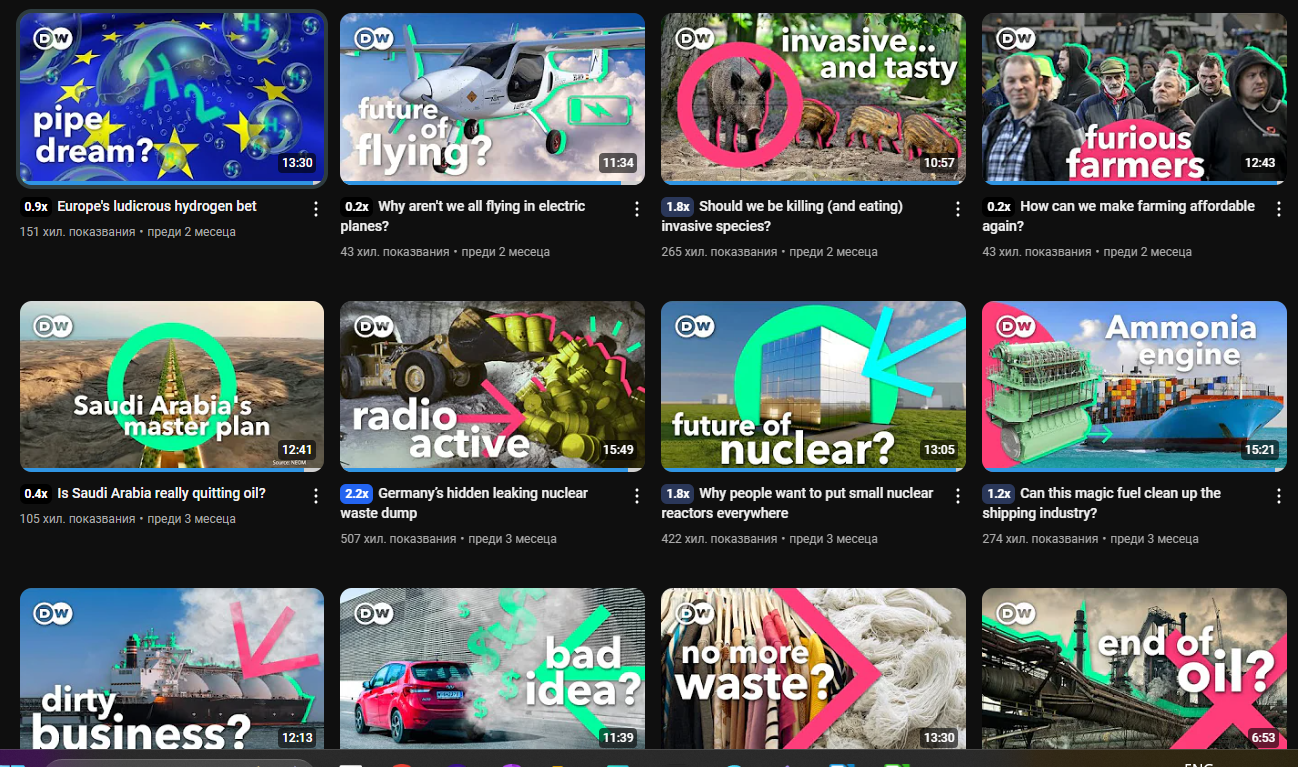 DW
H2
H2
H2
pipe
dream?
13:30
DW
future
of
flying?
11:34
DW
invasive...
and tasty
10:57
DW
furious
farmers
12:43
0.9x Europe's ludicrous hydrogen bet
151 хил. показвания • преди 2 месеца
0.2x Why aren't we all flying in electric
planes?
43 хил. показвания • преди 2 месеца
1.8x Should we be killing (and eating)
invasive species?
265 хил. показвания • преди 2 месеца
0.2x How can we make farming affordable
again?
43 хил. показвания • преди 2 месеца
DW
Saudi Arabia's
master plan
12:41
Source: NEOM
DW
radio
active
15:49
DW
future of
nuclear?
13:05
DW
Ammonia
engine
15:21
0.4x Is Saudi Arabia really quitting oil?
105 хил. показвания • преди 3 месеца
2.2x Germany’s hidden leaking nuclear
waste dump
507 хил. показвания • преди 3 месеца
1.8x Why people want to put small nuclear
reactors everywhere
422 хил. показвания • преди 3 месеца
1.2x Can this magic fuel clean up the
shipping industry?
274 хил. показвания • преди 3 месеца
DW
dirty
business?
12:13
DW
bad
idea?
11:39
DW
no more
waste?
13:30
DW
end of
oil?
6:53
ENG